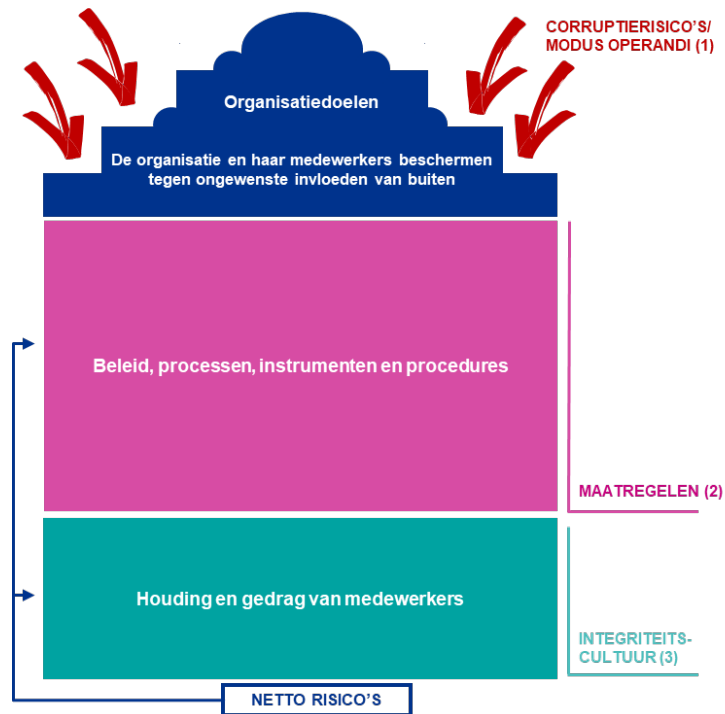 CORRUPTIERISICO'S/
MODUS OPERANDI (1)
Organisatiedoelen
De organisatie en haar medewerkers beschermen
tegen ongewenste invloeden van buiten
Beleid, processen, instrumenten en procedures
MAATREGELEN (2)
Houding en gedrag van medewerkers
INTEGRITEITS-
CULTUUR (3)
NETTO RISICO'S